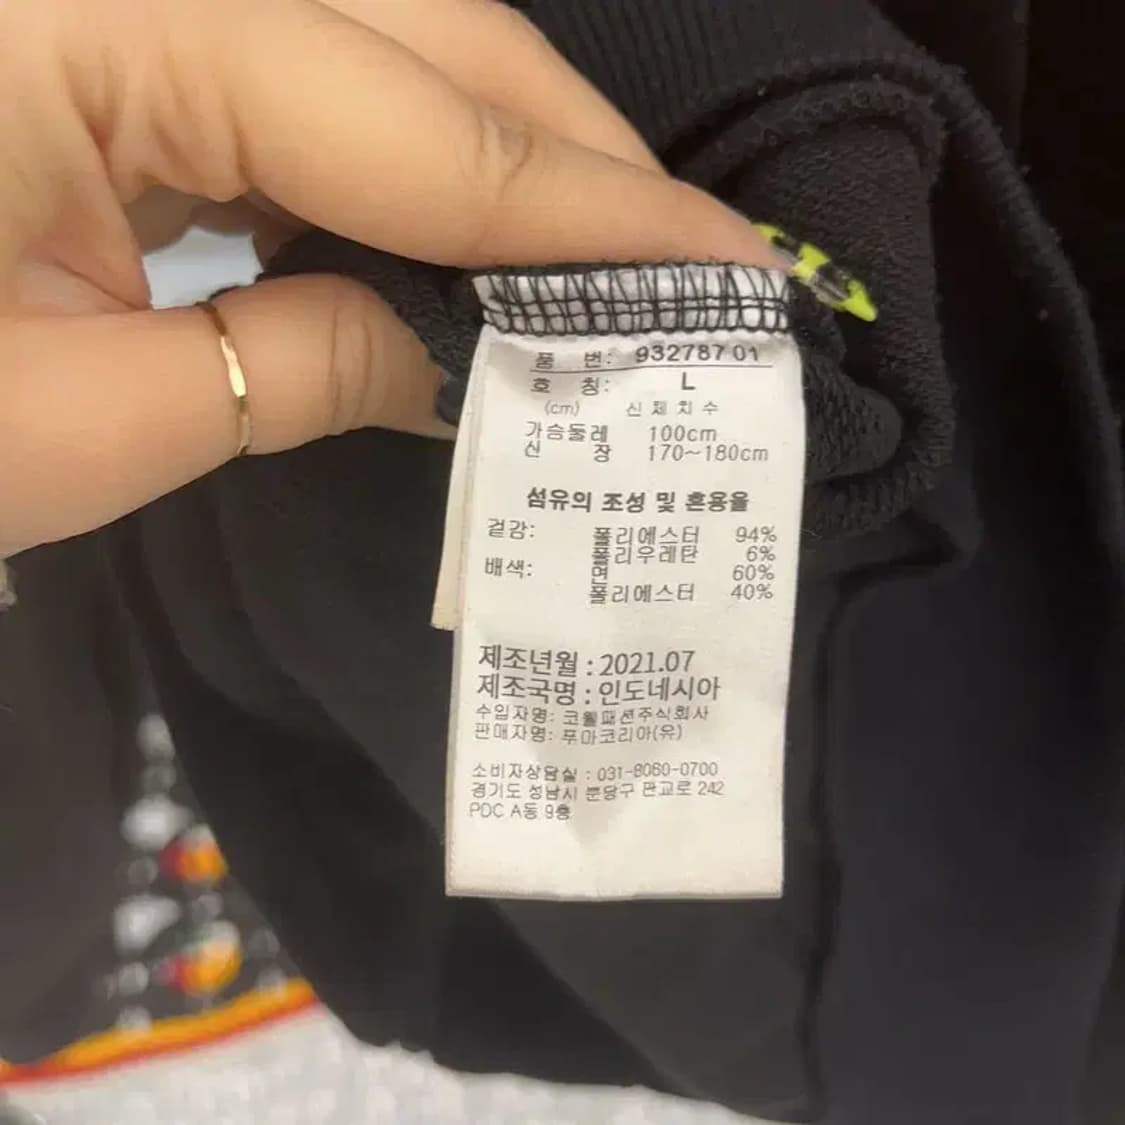 품 번: 932787 01
호 칭: L
(cm) 신체치수
가슴둘레 100cm
신 장 170~180cm
섬유의 조성 및 혼용율
겉감: 폴리에스터 94%
폴리우레탄 6%
배색: 면 60%
폴리에스터 40%
제조년월 : 2021.07
제조국명 : 인도네시아
수입자명: 코웰패션주식회사
판매자명: 푸마코리아(유)
소비자상담실 : 031-8060-0700
경기도 성남시 분당구 판교로 242
PDC A동 9층